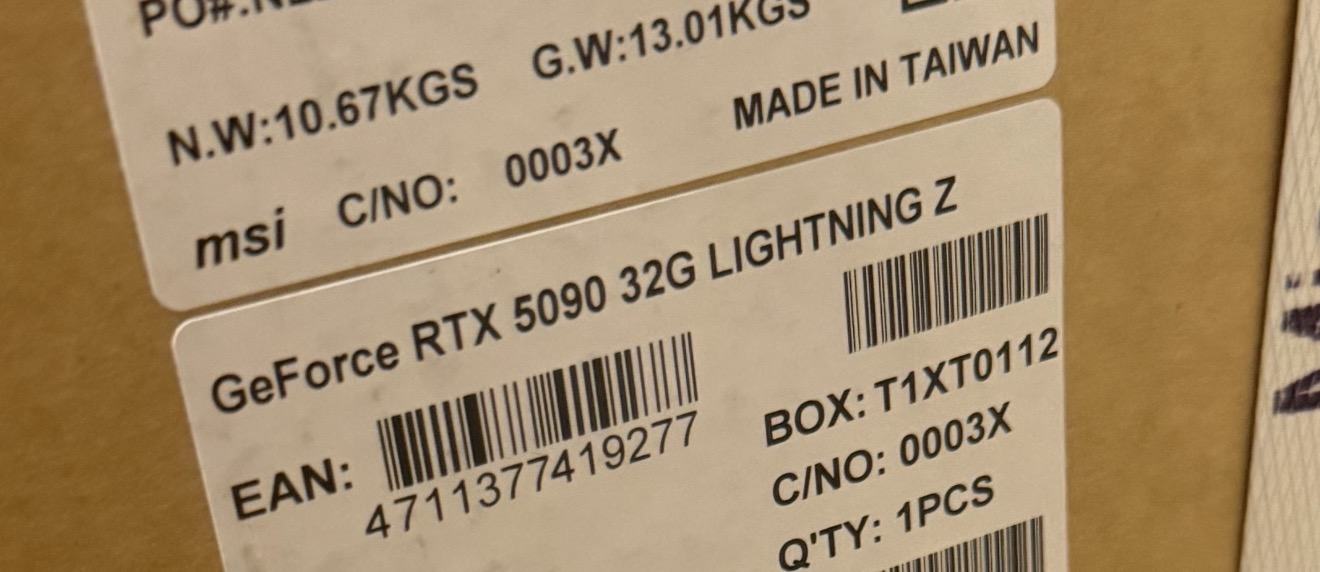 PO#:
N.W:10.67KGS G.W:13.01KGS
msi C/NO: 0003X MADE IN TAIWAN
GeForce RTX 5090 32G LIGHTNING Z
EAN:
4711377419277
BOX: T1XT0112
C/NO: 0003X
Q'TY: 1PCS